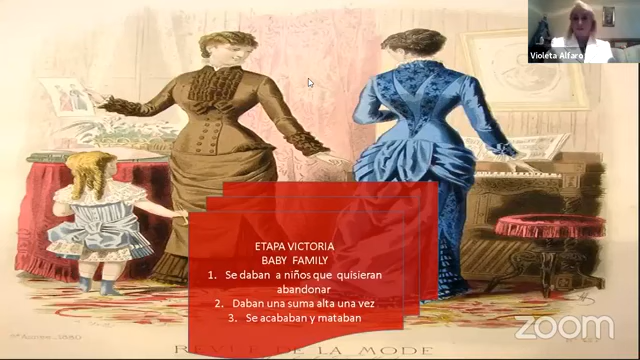 Violeta Alfaro
ETAPA VICTORIA
BABY FAMILY
1. Se daban a niños que quisieran
abandonar
2. Daban una suma alta una vez
3. Se acababan y mataban
zoom
REVUE DE LA MODE